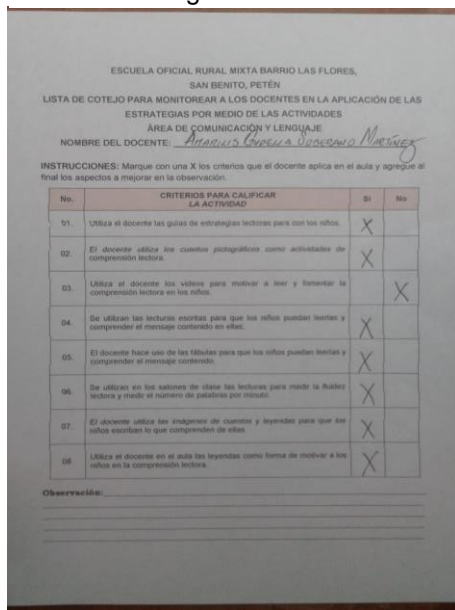 ESCUELA OFICIAL RURAL MIXTA BARRIO LAS FLORES,
SAN BENITO, PETÉN
LISTA DE COTEJO PARA MONITOREAR A LOS DOCENTES EN LA APLICACIÓN DE LAS
ESTRATEGIAS POR MEDIO DE LAS ACTIVIDADES
ÁREA DE COMUNICACIÓN Y LENGUAJE
NOMBRE DEL DOCENTE: Amarilis Soberano Martínez
INSTRUCCIONES: Marque con una X los criterios que el docente aplica en el aula y agregue al
final los aspectos a mejorar en la observación.
No. CRITERIOS PARA CALIFICAR Si No
LA ACTIVIDAD
01. Utiliza el docente las guías de estrategias lectoras para con los niños. X
02. El docente utiliza los cuentos pictográficos como actividades de
comprensión lectora. X
03. Utiliza el docente los videos para motivar a leer y fomentar la
comprensión lectora en los niños. X
04. Se utilizan las lecturas escritas para que los niños puedan leerlas y
comprender el mensaje contenido en ellas. X
05. El docente hace uso de las fábulas para que los niños puedan leerlas y
comprender el mensaje contenido. X
06. Se utilizan en los salones de clase las lecturas para medir la fluidez
lectora y medir el número de palabras por minuto. X
07. El docente utiliza las imágenes de cuentos y leyendas para que los
niños escriban lo que comprenden de ellas X
08 Utiliza el docente en el aula las leyendas como forma de motivar a los
niños en la comprensión lectora. X
Observación: